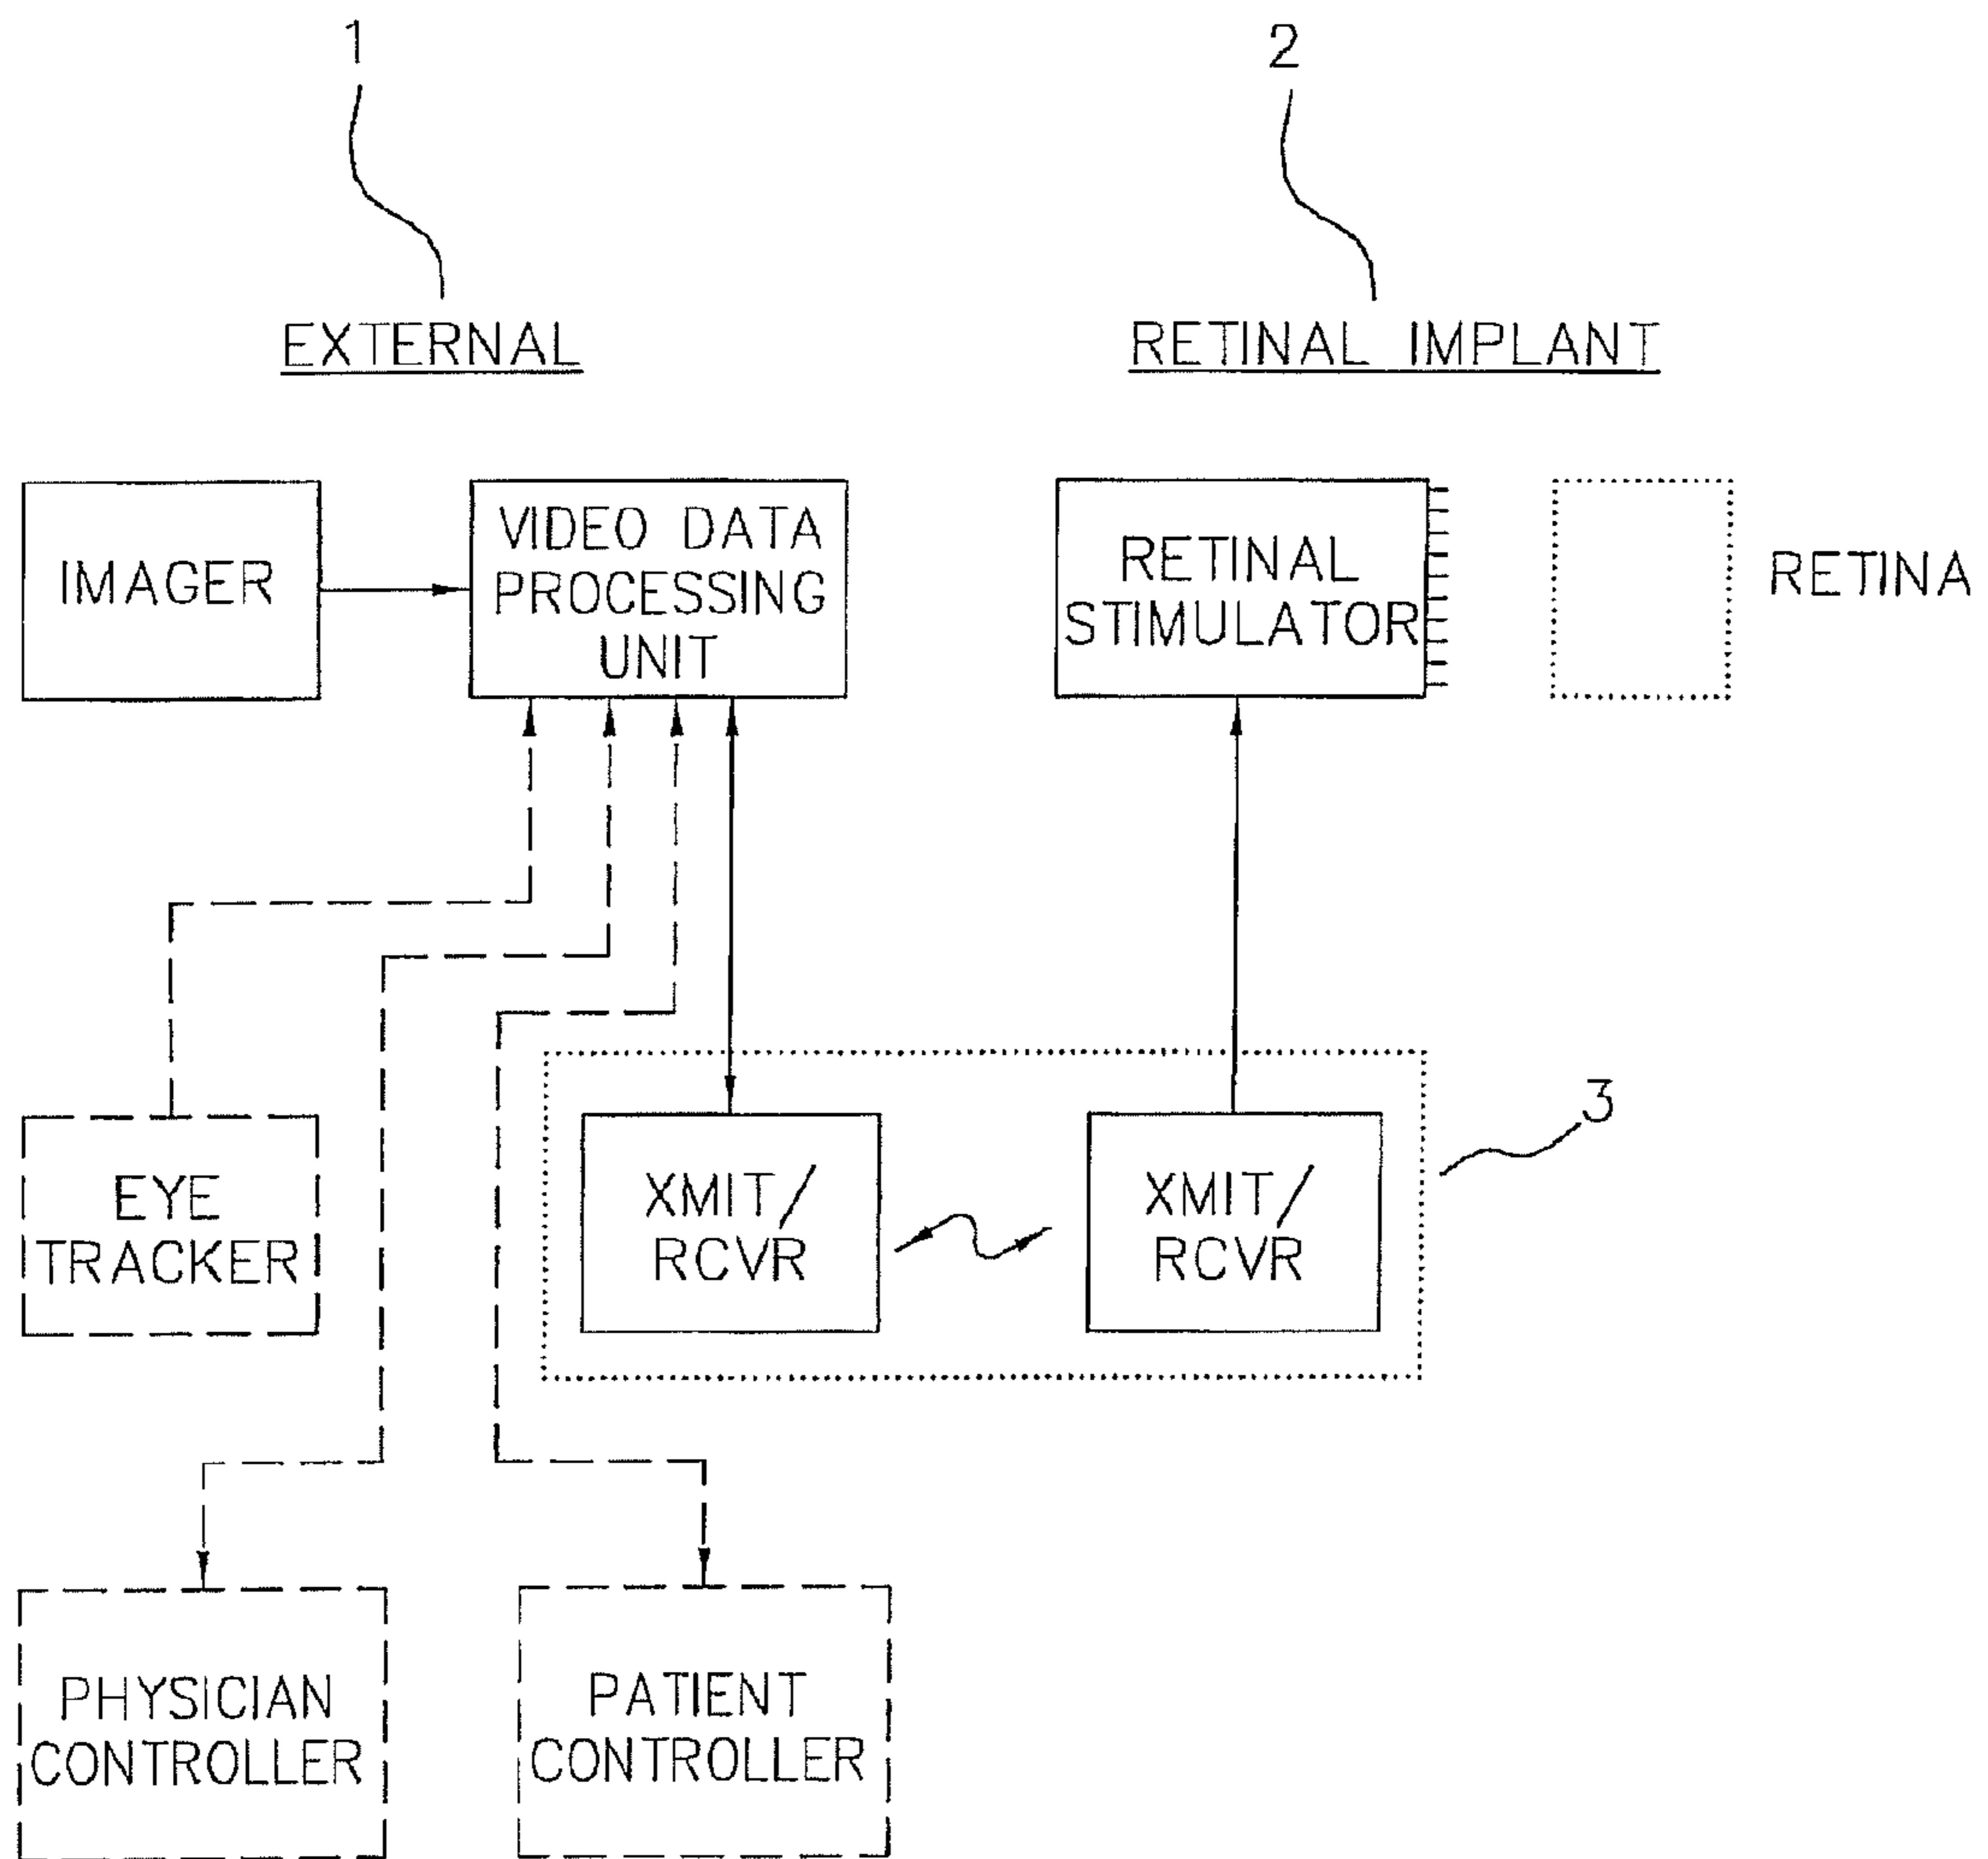 1
2
EXTERNAL
RETINAL IMPLANT
IMAGER
VIDEO DATA
PROCESSING
UNIT
RETINAL
STIMULATOR
RETINA
3
EYE
TRACKER
XMIT/
RCVR
XMIT/
RCVR
PHYSICIAN
CONTROLLER
PATIENT
CONTROLLER